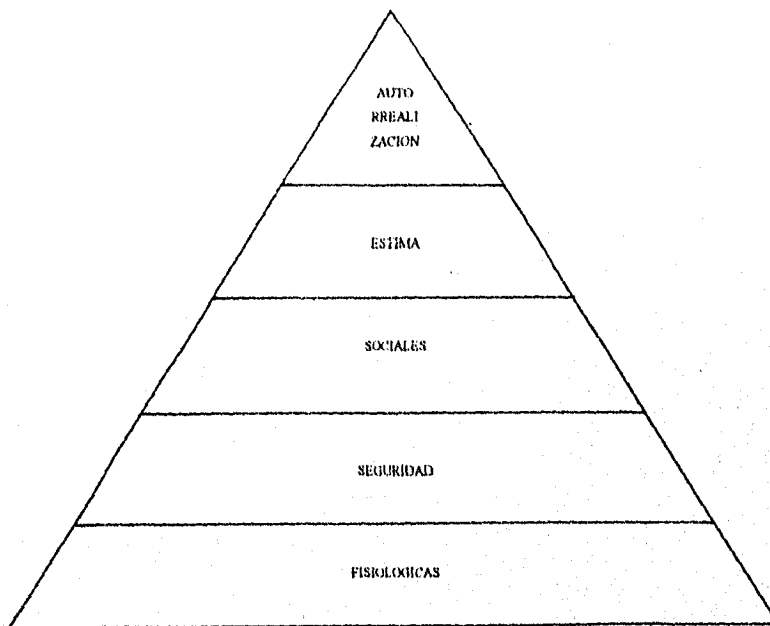 AUTO
RREALI
ZACION
ESTIMA
SOCIALES
SEGURIDAD
FISIOLOGICAS